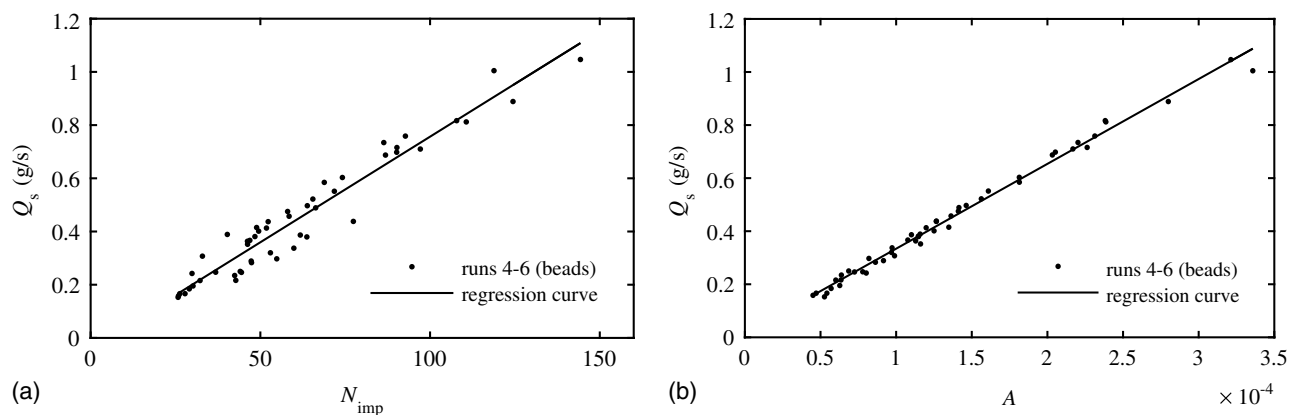 1.2
1
0.8
0.6
0.4
0.2
0
Q_s (g/s)
0 50 100 150
N_imp
runs 4-6 (beads)
regression curve
(a)
1.2
1
0.8
0.6
0.4
0.2
0
Q_s (g/s)
0 0.5 1 1.5 2 2.5 3 3.5
A × 10^-4
runs 4-6 (beads)
regression curve
(b)